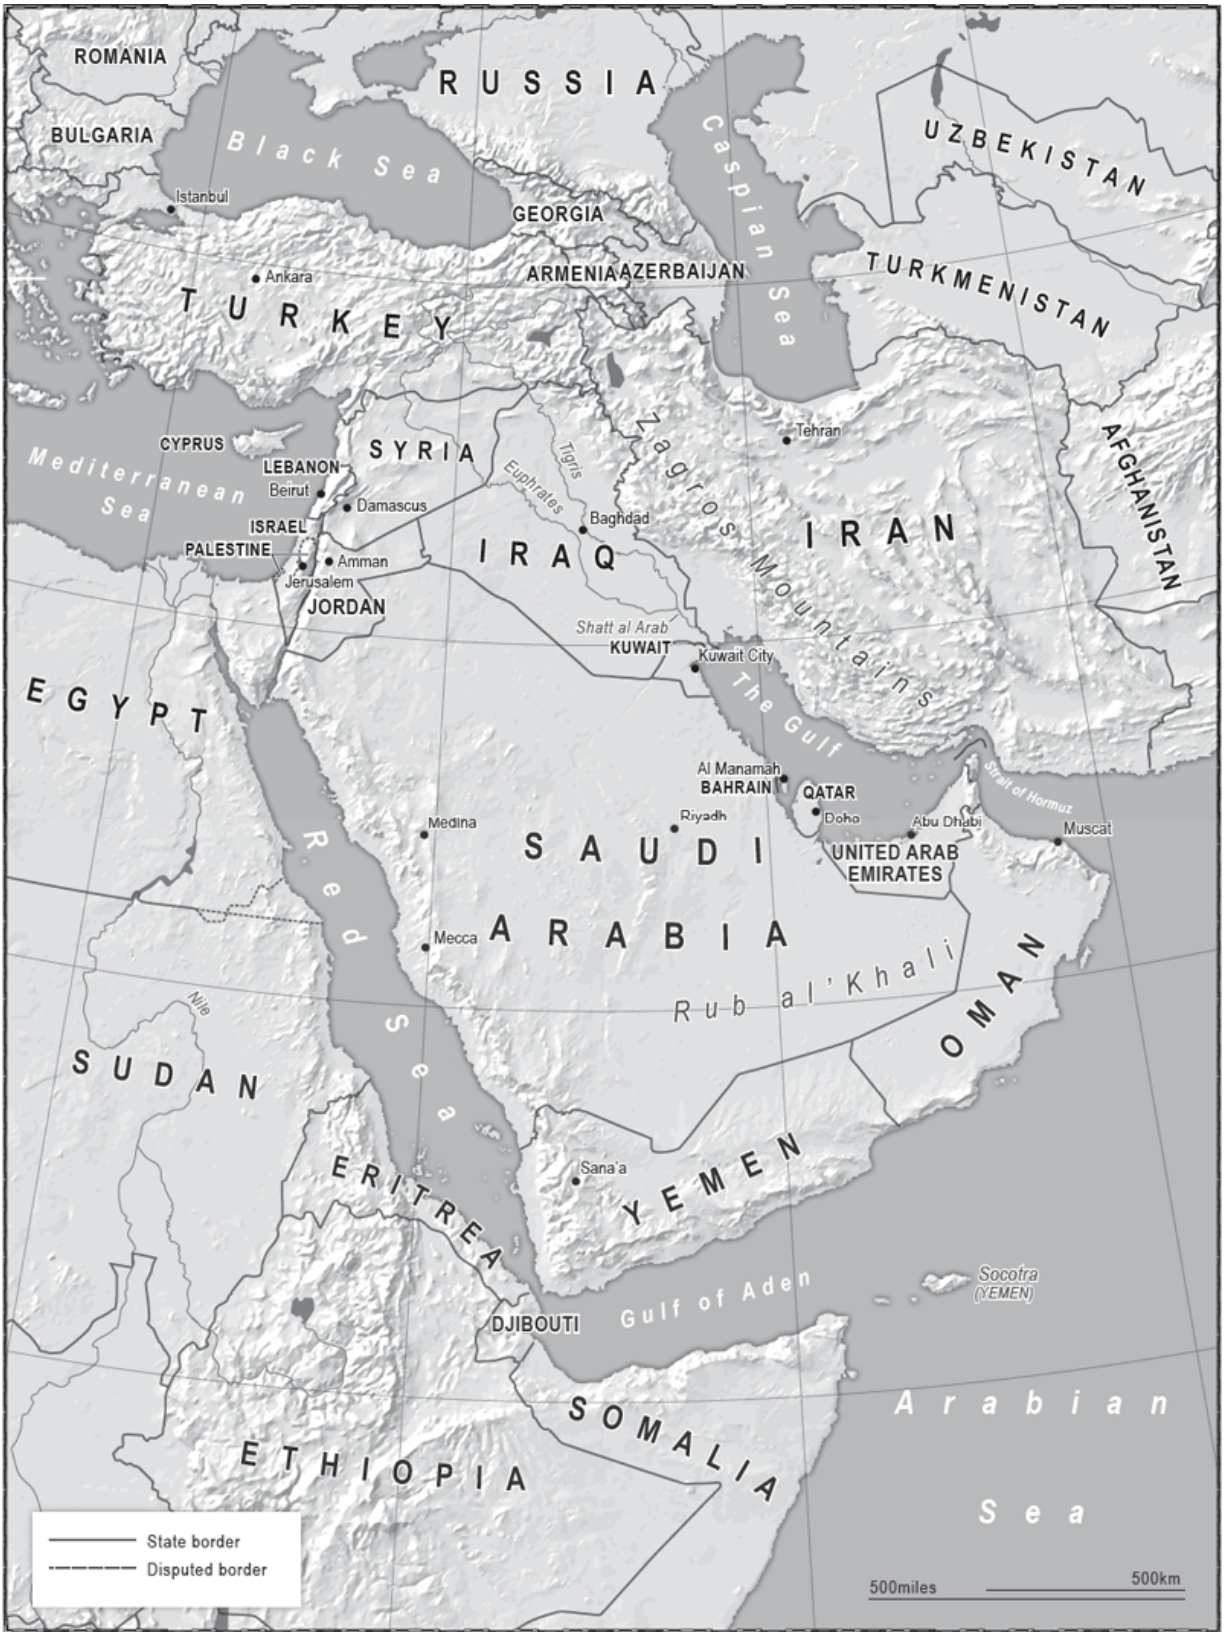 ROMANIA
RUSSIA
BULGARIA
Black Sea
Caspian Sea
UZBEKISTAN
Istanbul
GEORGIA
ARMENIA
AZERBAIJAN
TURKMENISTAN
Ankara
TURKEY
Tehran
Zagros Mountains
AFGHANISTAN
CYPRUS
SYRIA
Mediterranean
Sea
LEBANON
Beirut
Tigris
Euphrates
Damascus
Baghdad
ISRAEL
IRAN
PALESTINE
IRAQ
Amman
Jerusalem
JORDAN
Shatt al Arab
KUWAIT
Kuwait City
EGYPT
The Gulf
Al Manamah
BAHRAIN
QATAR
Strait of Hormuz
Medina
Riyadh
Doho
Abu Dhabi
Muscat
SAUDI
ARABIA
UNITED ARAB
EMIRATES
Red Sea
Mecca
Rub al'Khali
OMAN
Nile
SUDAN
ERITREA
Sana'a
YEMEN
Socotra
(YEMEN)
Gulf of Aden
DJIBOUTI
SOMALIA
Arabian
Sea
ETHIOPIA
State border
Disputed border
500miles
500km